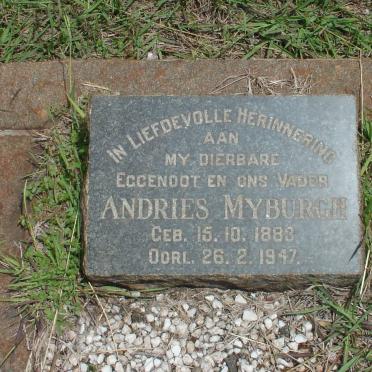 IN LIEFDEVOLLE HERINNERING
AAN
MY DIERBARE
EGGENOOT EN ONS VADER
ANDRIES MYBURGH
GEB. 15.10.1883
OORL. 26.2.1947.